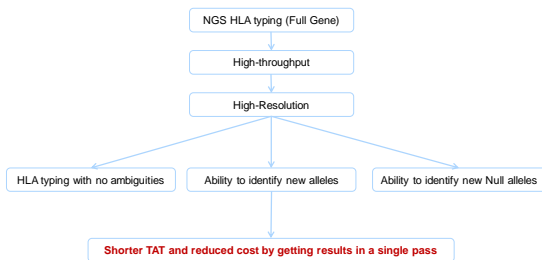 NGS HLA typing (Full Gene)
High-throughput
High-Resolution
HLA typing with no ambiguities
Ability to identify new alleles
Ability to identify new Null alleles
Shorter TAT and reduced cost by getting results in a single pass